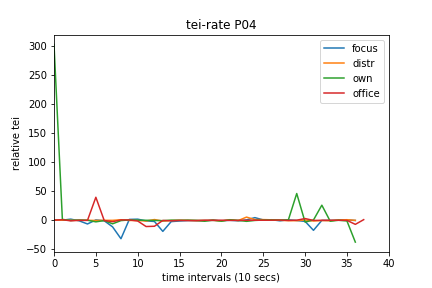 tei-rate P04
300
250
200
150
100
50
0
−50
relative tei
focus
distr
own
office
0 5 10 15 20 25 30 35 40
time intervals (10 secs)